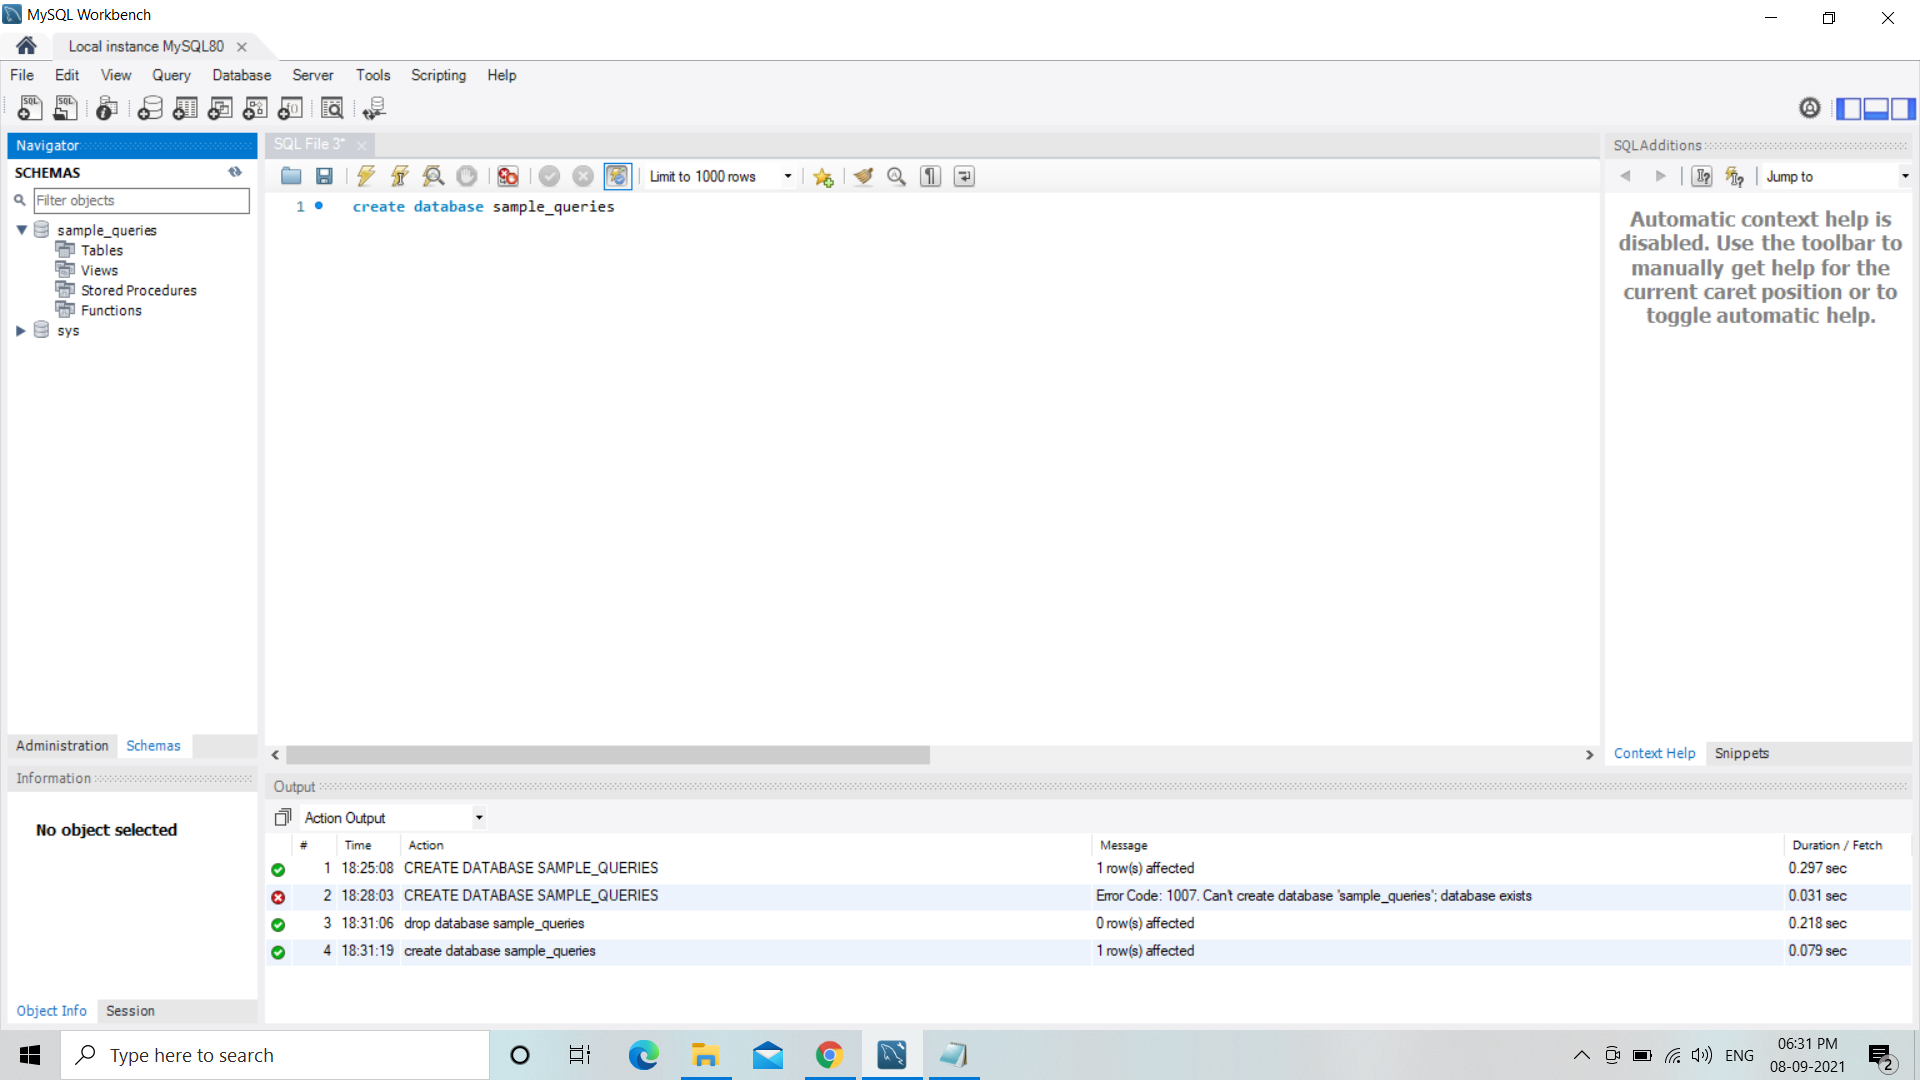 MySQL Workbench
Local instance MySQL80
File Edit View Query Database Server Tools Scripting Help
Navigator
SCHEMAS
Filter objects
sample_queries
Tables
Views
Stored Procedures
Functions
sys
Administration Schemas
Information
No object selected
Object Info Session
SQL File 3*
Limit to 1000 rows
1 create database sample_queries
SQLAdditions
Jump to
Automatic context help is
disabled. Use the toolbar to
manually get help for the
current caret position or to
toggle automatic help.
Context Help Snippets
Output
Action Output
# Time Action Message Duration / Fetch
1 18:25:08 CREATE DATABASE SAMPLE_QUERIES 1 row(s) affected 0.297 sec
2 18:28:03 CREATE DATABASE SAMPLE_QUERIES Error Code: 1007. Can't create database 'sample_queries'; database exists 0.031 sec
3 18:31:06 drop database sample_queries 0 row(s) affected 0.218 sec
4 18:31:19 create database sample_queries 1 row(s) affected 0.079 sec
Type here to search
ENG
06:31 PM
08-09-2021
2